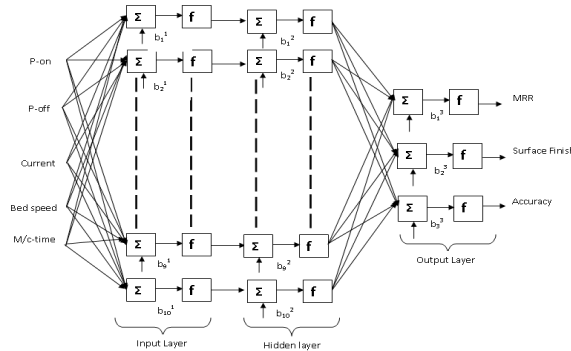 Σ f Σ f
b₁¹ b₁²
P-on Σ f Σ f
b₂¹ b₂²
Σ f MRR
P-off b₁³
Current Σ f Surface Finisl
b₂³
Bed speed Σ f Accuracy
b₃³
M/c-time Σ f Σ f
b₉¹ b₉²
Output Layer
Σ f Σ f
b₁₀¹ b₁₀²
Input Layer Hidden layer